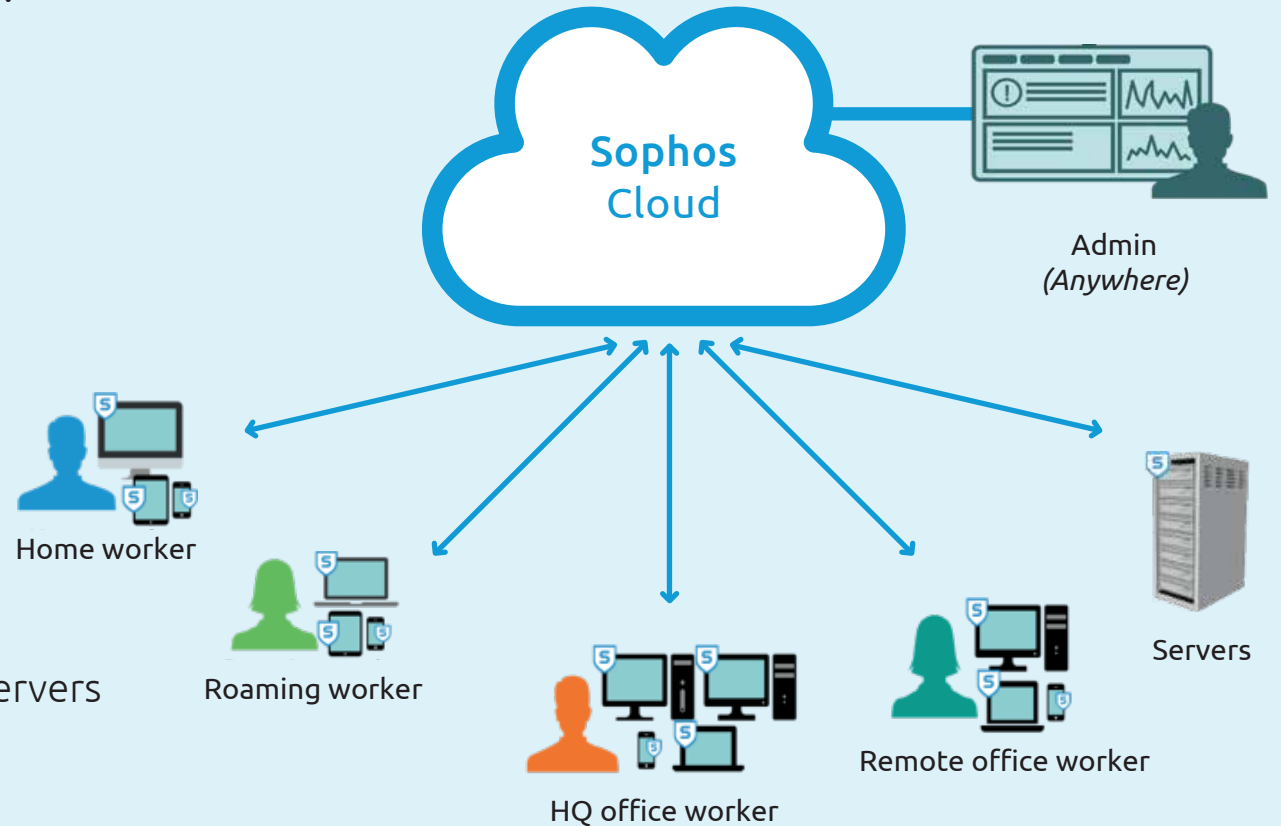 Sophos
Cloud
Admin
(Anywhere)
Home worker
Roaming worker
ervers
HQ office worker
Remote office worker
Servers
S
S
S
S
S
S
S
S
S
S
S
S
S
S